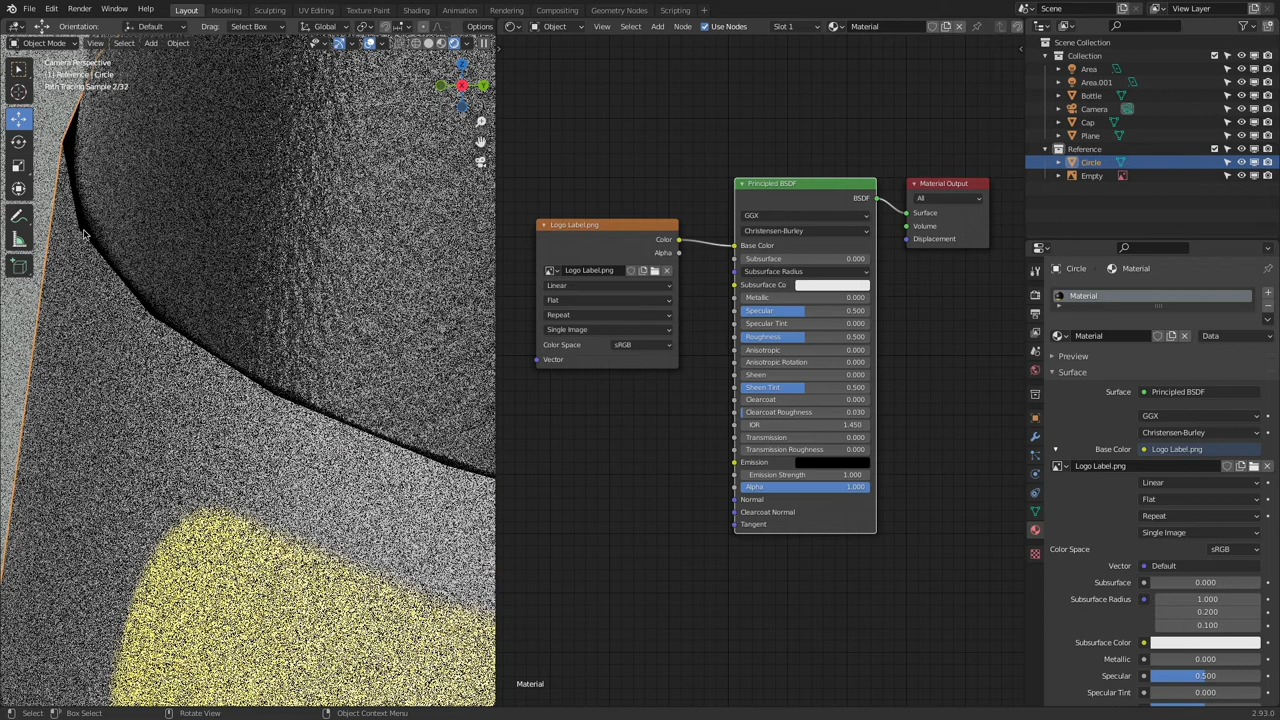 File Edit Render Window Help Layout Modeling Sculpting UV Editing Texture Paint Shading Animation Rendering Compositing Geometry Nodes Scripting Scene View Layer
Orientation: Default Drag: Select Box Global Options Object View Select Add Node Use Nodes Slot 1 Material
Object Mode View Select Add Object
Camera Perspective
(1) Reference | Circle
Path Tracing Sample 2/32
Scene Collection
Collection
Area
Area.001
Bottle
Camera
Cap
Plane
Reference
Circle
Empty
Logo Label.png
Color
Alpha
Logo Label.png
Linear
Flat
Repeat
Single Image
Color Space sRGB
Vector
Principled BSDF
BSDF
GGX
Christensen-Burley
Base Color
Subsurface 0.000
Subsurface Radius
Subsurface Co
Metallic 0.000
Specular 0.500
Specular Tint 0.000
Roughness 0.500
Anisotropic 0.000
Anisotropic Rotation 0.000
Sheen 0.000
Sheen Tint 0.500
Clearcoat 0.000
Clearcoat Roughness 0.030
IOR 1.450
Transmission 0.000
Transmission Roughness 0.000
Emission
Emission Strength 1.000
Alpha 1.000
Normal
Clearcoat Normal
Tangent
Material Output
All
Surface
Volume
Displacement
Material
Circle Material
Material
Material Data
Preview
Surface
Surface Principled BSDF
GGX
Christensen-Burley
Base Color Logo Label.png
Logo Label.png
Linear
Flat
Repeat
Single Image
Color Space sRGB
Vector Default
Subsurface 0.000
Subsurface Radius 1.000
0.200
0.100
Subsurface Color
Metallic 0.000
Specular 0.500
Specular Tint 0.000
Select Box Select Rotate View Object Context Menu 2.93.0